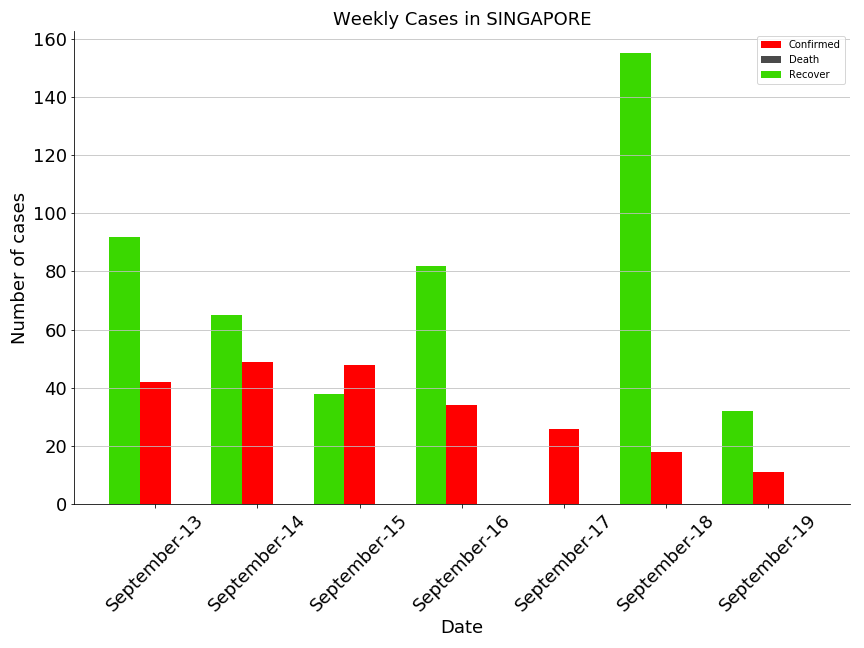 Weekly Cases in SINGAPORE
Confirmed
Death
Recover
Number of cases
160
140
120
100
80
60
40
20
0
September-13
September-14
September-15
September-16
September-17
September-18
September-19
Date